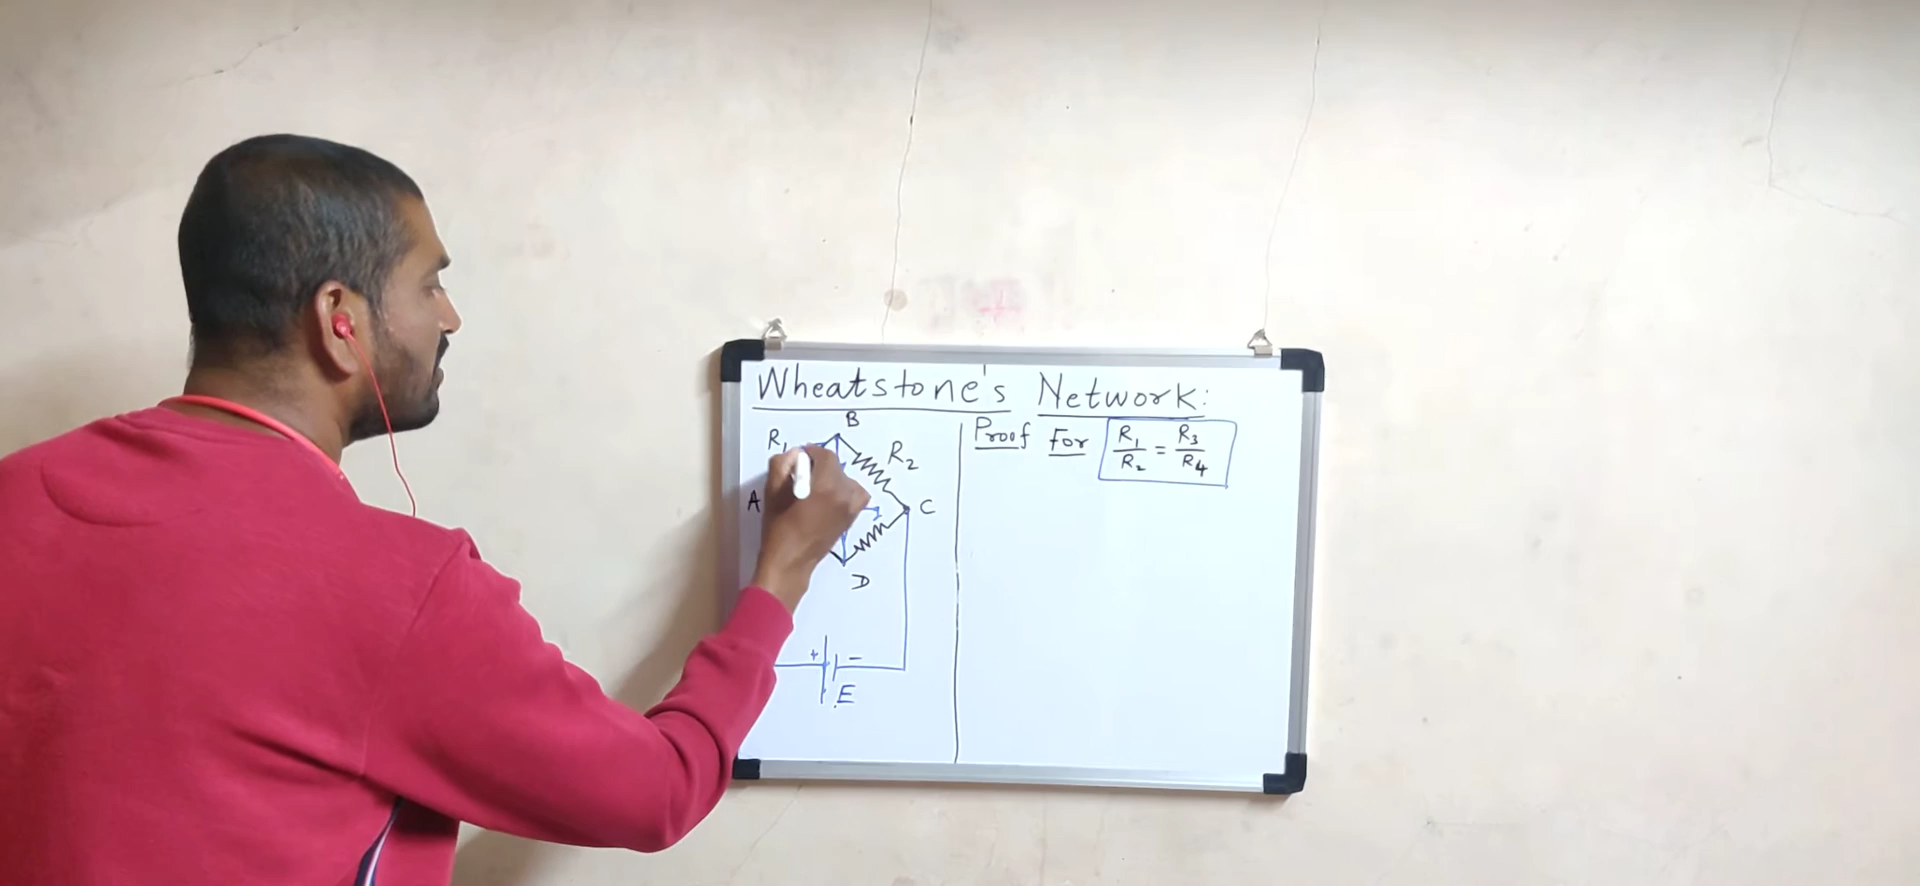 Wheatstone's Network:
B
R1
R2
A
C
D
+ -
E
Proof For R1/R2 = R3/R4